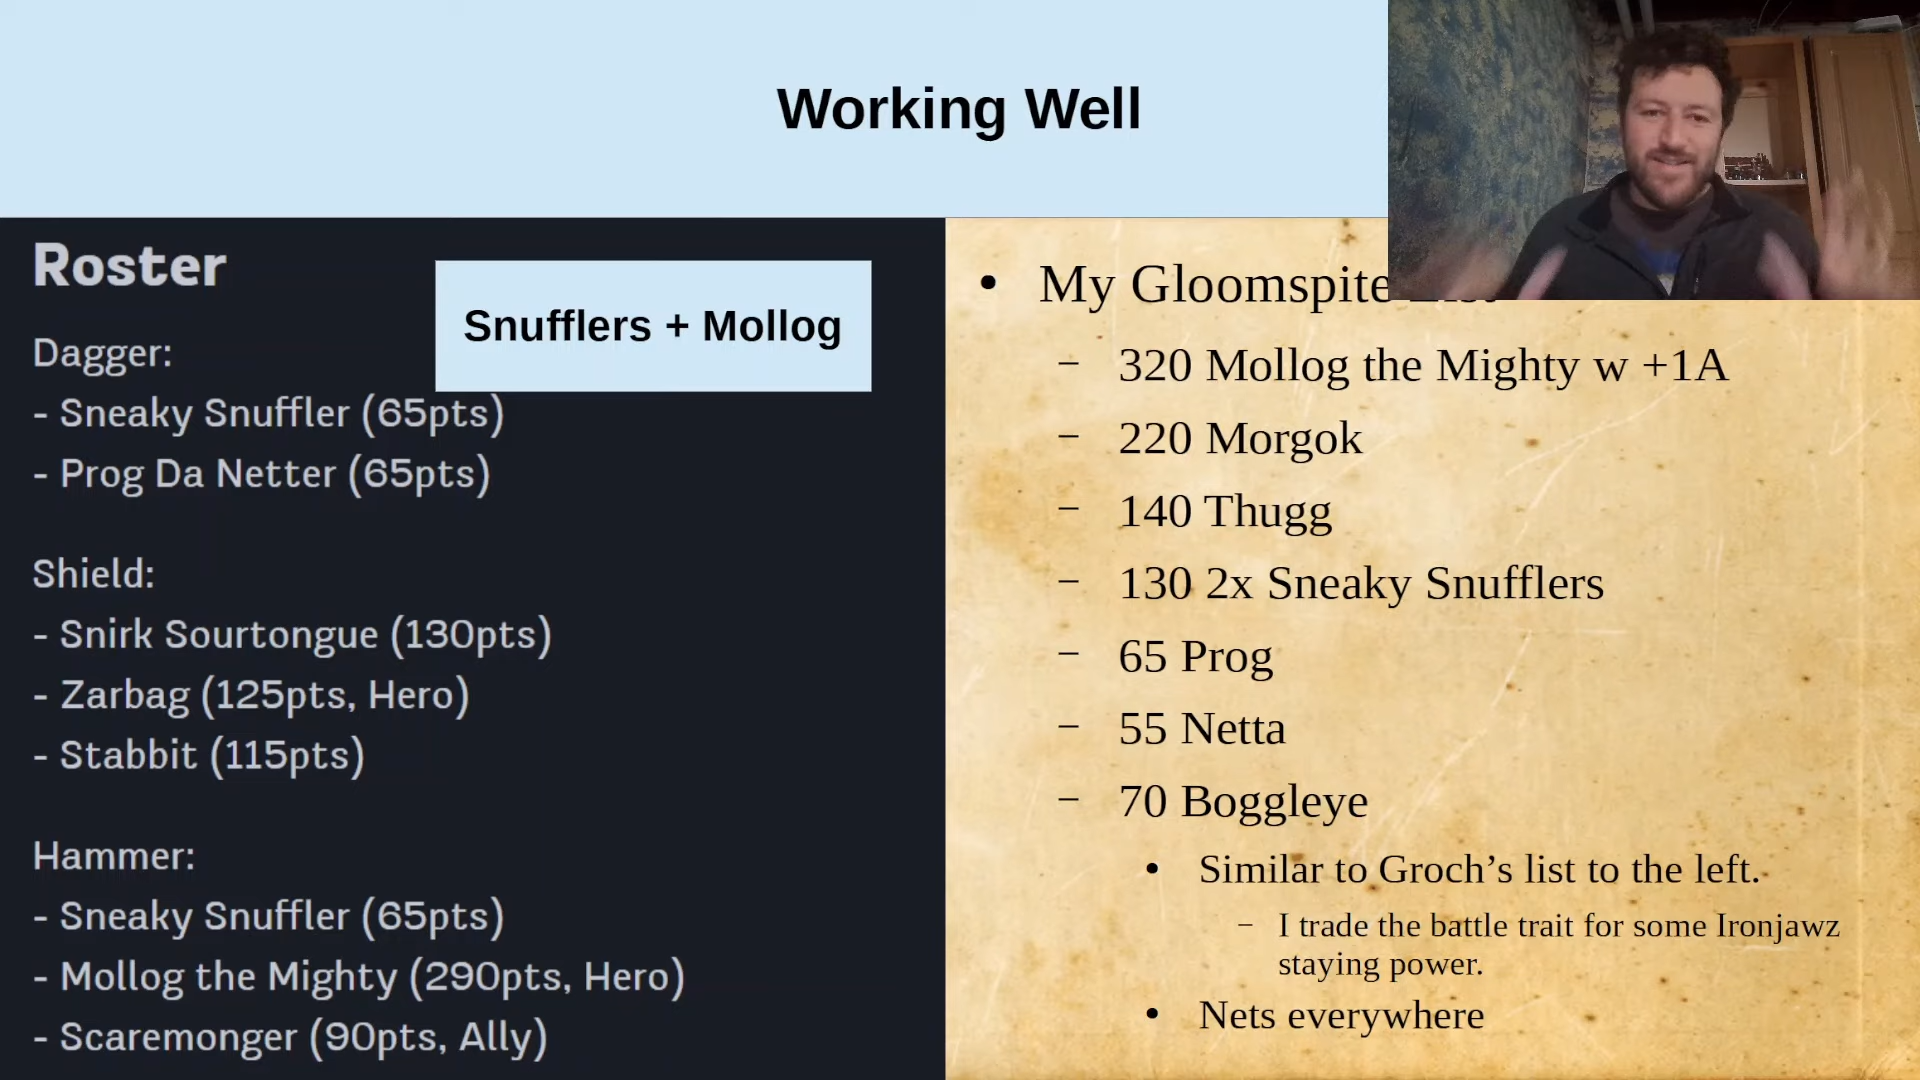 Working Well
Roster
Snufflers + Mollog
Dagger:
- Sneaky Snuffler (65pts)
- Prog Da Netter (65pts)
Shield:
- Snirk Sourtongue (130pts)
- Zarbag (125pts, Hero)
- Stabbit (115pts)
Hammer:
- Sneaky Snuffler (65pts)
- Mollog the Mighty (290pts, Hero)
- Scaremonger (90pts, Ally)
• My Gloomspite
– 320 Mollog the Mighty w +1A
– 220 Morgok
– 140 Thugg
– 130 2x Sneaky Snufflers
– 65 Prog
– 55 Netta
– 70 Boggleye
• Similar to Groch’s list to the left.
– I trade the battle trait for some Ironjawz
staying power.
• Nets everywhere